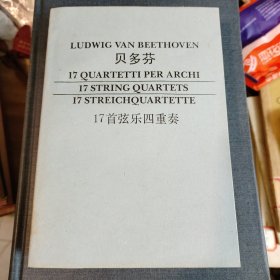 LUDWIG VAN BEETHOVEN
贝多芬
17 QUARTETTI PER ARCHI
17 STRING QUARTETS
17 STREICHQUARTETTE
17首弦乐四重奏